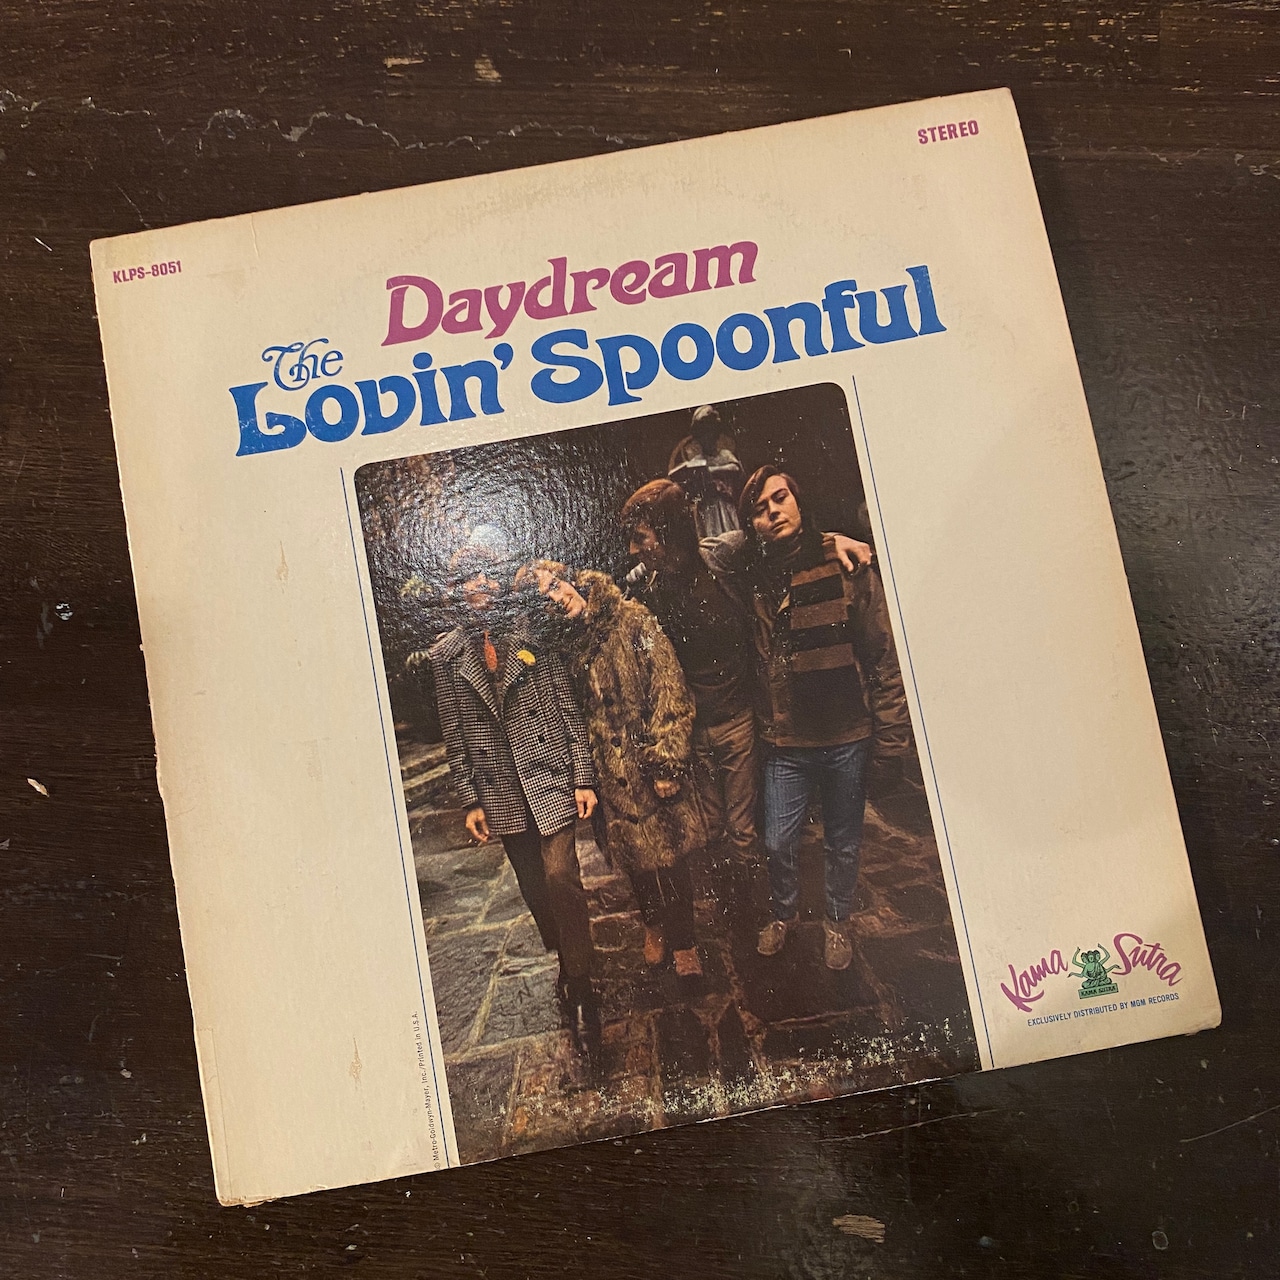 STEREO
KLPS-8051
Daydream
The
Lovin' Spoonful
Kama Sutra
KAMA SUTRA
EXCLUSIVELY DISTRIBUTED BY MGM RECORDS
© Metro-Goldwyn-Mayer, Inc./Printed in U.S.A.